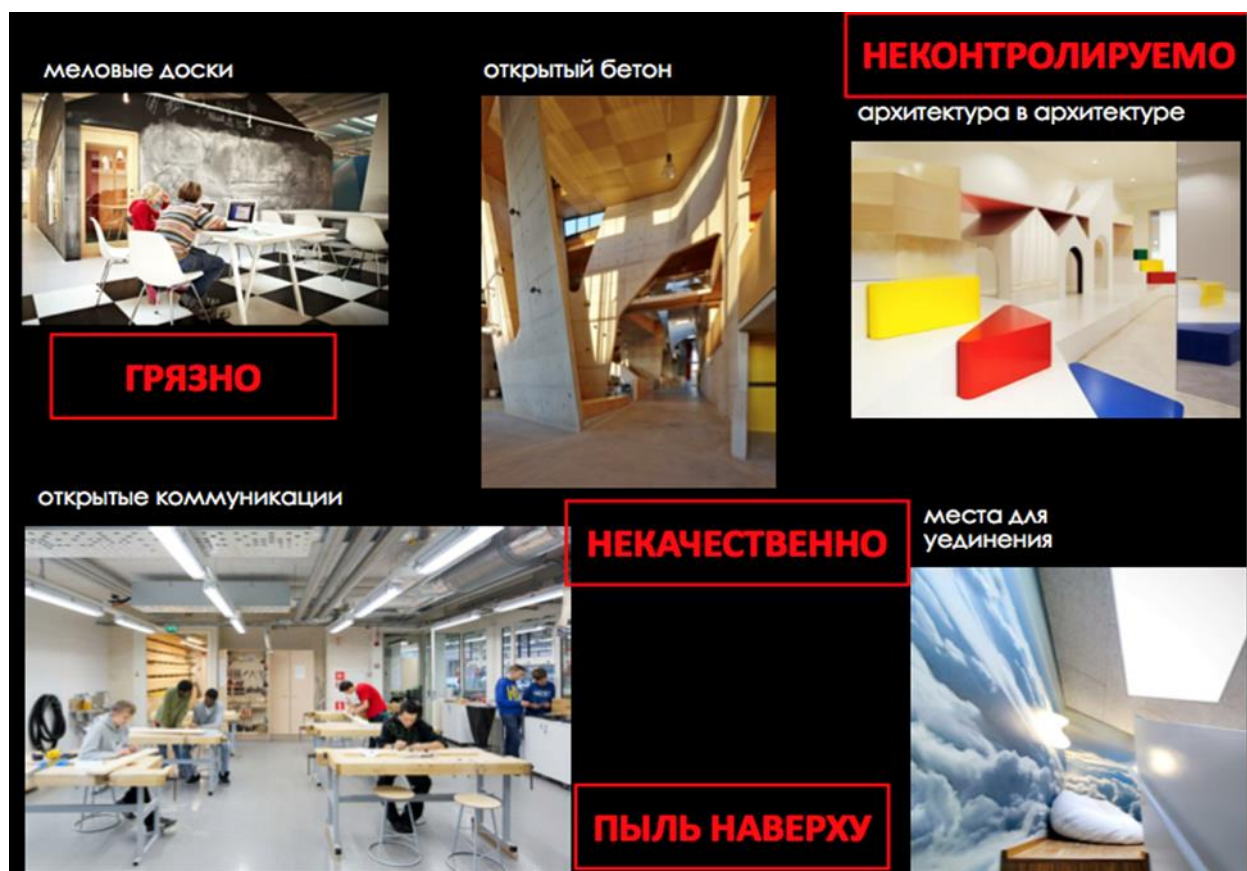 НЕКОНТРОЛИРУЕМО
меловые доски
открытый бетон
архитектура в архитектуре
ГРЯЗНО
открытые коммуникации
НЕКАЧЕСТВЕННО
места для
уединения
ПЫЛЬ НАВЕРХУ